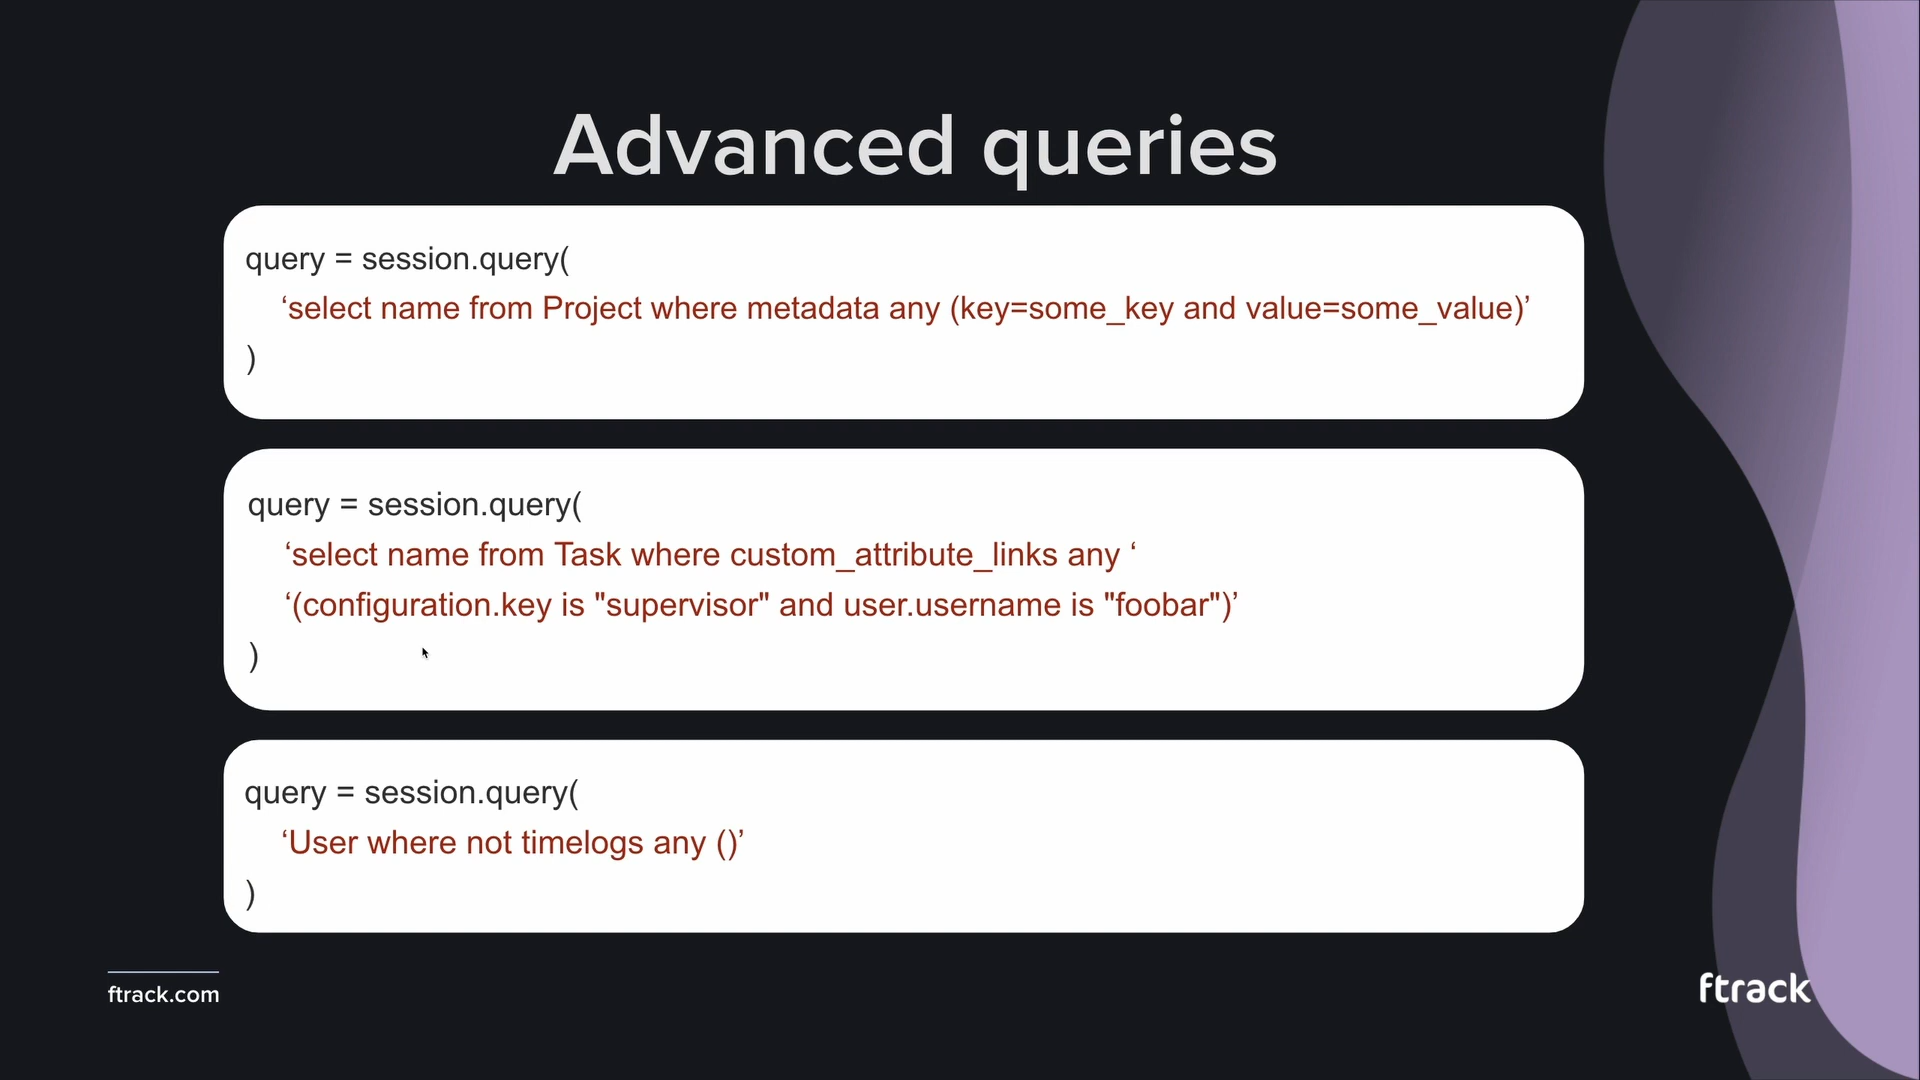 Advanced queries
query = session.query(
‘select name from Project where metadata any (key=some_key and value=some_value)’
)
query = session.query(
‘select name from Task where custom_attribute_links any ‘
‘(configuration.key is "supervisor" and user.username is "foobar")’
)
query = session.query(
‘User where not timelogs any ()’
)
ftrack.com
ftrack